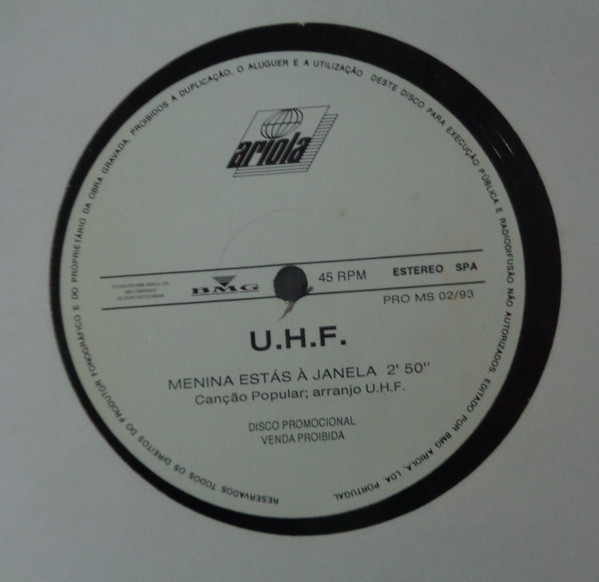 RESERVADOS TODOS OS DIREITOS DO PRODUTOR FONOGRÁFICO E DO PROPRIETÁRIO DA OBRA GRAVADA, PROIBIDOS A DUPLICAÇÃO, O ALUGUER E A UTILIZAÇÃO DESTE DISCO PARA EXECUÇÃO PÚBLICA E RADIODIFUSÃO NÃO AUTORIZADOS. EDITADO POR BMG ARIOLA, LDA. PORTUGAL
ariola
BMG
45 RPM
ESTEREO SPA
PRO MS 02/93
U.H.F.
MENINA ESTÁS À JANELA 2' 50"
Canção Popular; arranjo U.H.F.
DISCO PROMOCIONAL
VENDA PROIBIDA